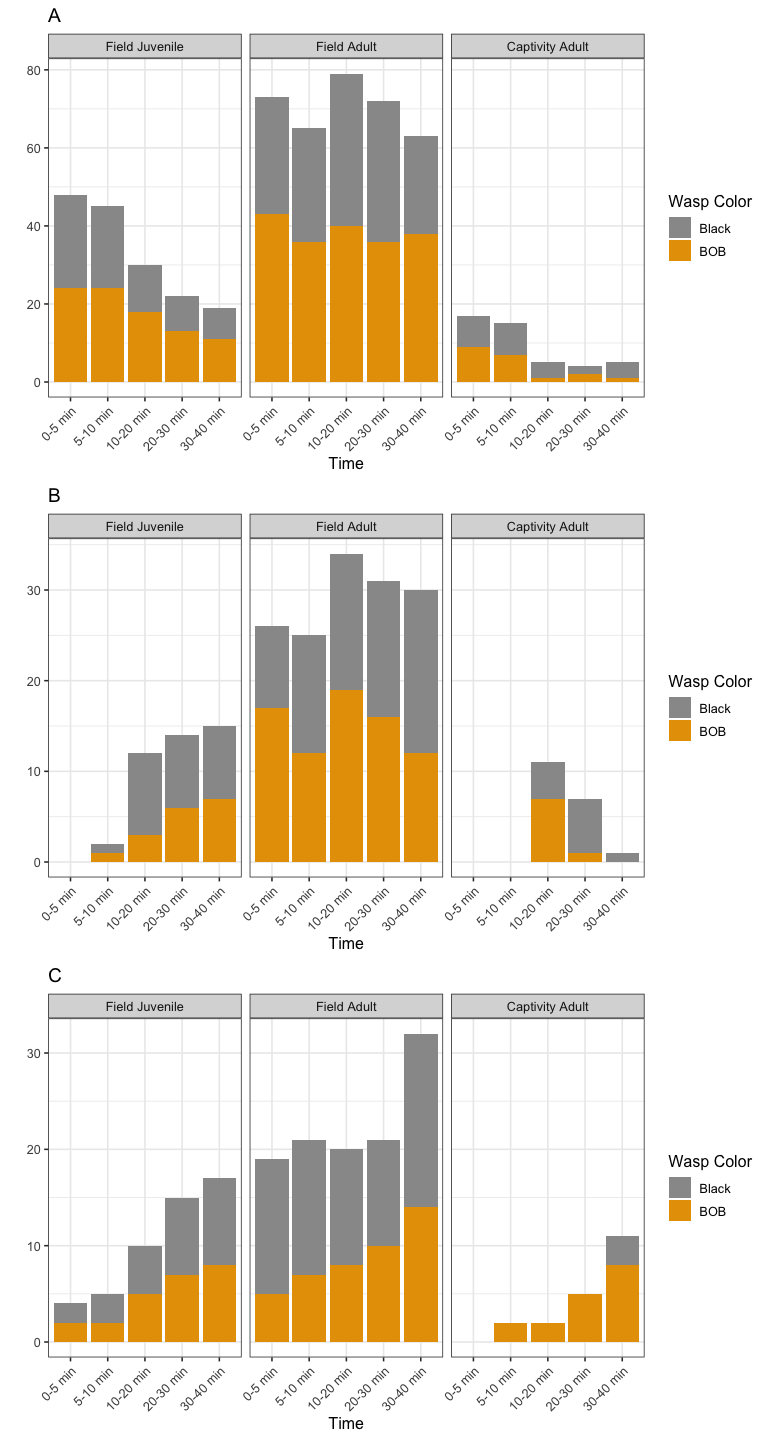 A
Field Juvenile Field Adult Captivity Adult
80
60
40
20
0
0-5 min 5-10 min 10-20 min 20-30 min 30-40 min 0-5 min 5-10 min 10-20 min 20-30 min 30-40 min 0-5 min 5-10 min 10-20 min 20-30 min 30-40 min
Time
Wasp Color
Black
BOB
B
Field Juvenile Field Adult Captivity Adult
30
20
10
0
0-5 min 5-10 min 10-20 min 20-30 min 30-40 min 0-5 min 5-10 min 10-20 min 20-30 min 30-40 min 0-5 min 5-10 min 10-20 min 20-30 min 30-40 min
Time
Wasp Color
Black
BOB
C
Field Juvenile Field Adult Captivity Adult
30
20
10
0
0-5 min 5-10 min 10-20 min 20-30 min 30-40 min 0-5 min 5-10 min 10-20 min 20-30 min 30-40 min 0-5 min 5-10 min 10-20 min 20-30 min 30-40 min
Time
Wasp Color
Black
BOB